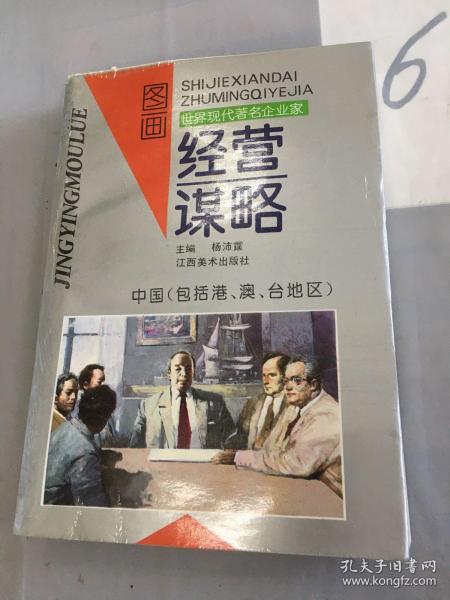 图画
SHIJIEXIANDAI
ZHUMINGQIYEJIA
世界现代著名企业家
经营
谋略
JINGYINGMOULUE
主编 杨沛霆
江西美术出版社
中国(包括港、澳、台地区)
6
孔夫子旧书网
www.kongfz.com